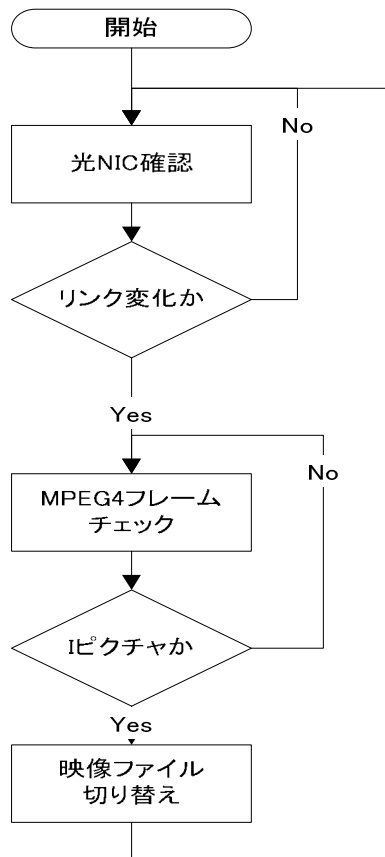 開始
No
光NIC確認
リンク変化か
Yes
No
MPEG4フレーム
チェック
Iピクチャか
Yes
映像ファイル
切り替え